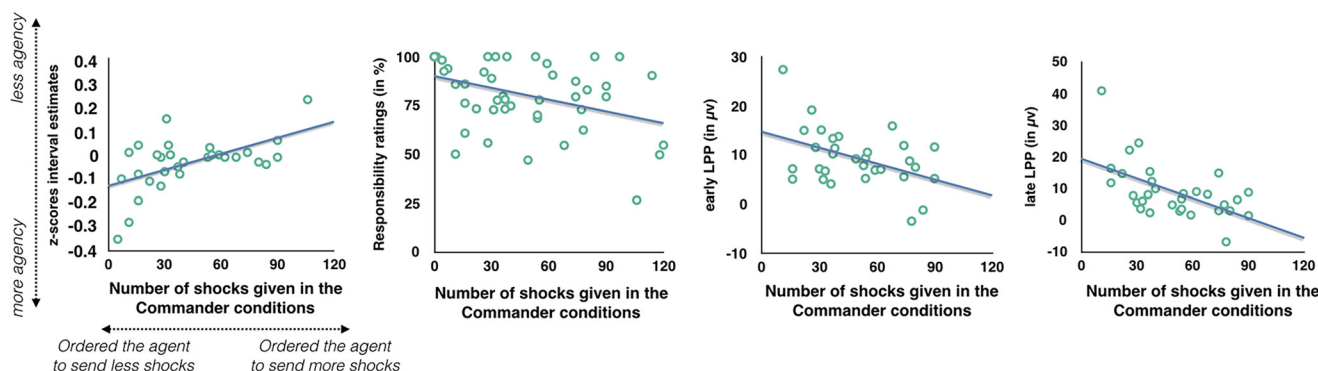 less agency
more agency
z-scores interval estimates
0.4
0.3
0.2
0.1
0
-0.1
-0.2
-0.3
-0.4
0 30 60 90 120
Number of shocks given in the
Commander conditions
Ordered the agent
to send less shocks
Ordered the agent
to send more shocks
Responsibility ratings (in %)
100
75
50
25
0
0 30 60 90 120
Number of shocks given in the
Commander conditions
early LPP (in µv)
30
20
10
0
-10
0 30 60 90 120
Number of shocks given in the
Commander conditions
late LPP (in µv)
50
40
30
20
10
0
-10
0 30 60 90 120
Number of shocks given in the
Commander conditions